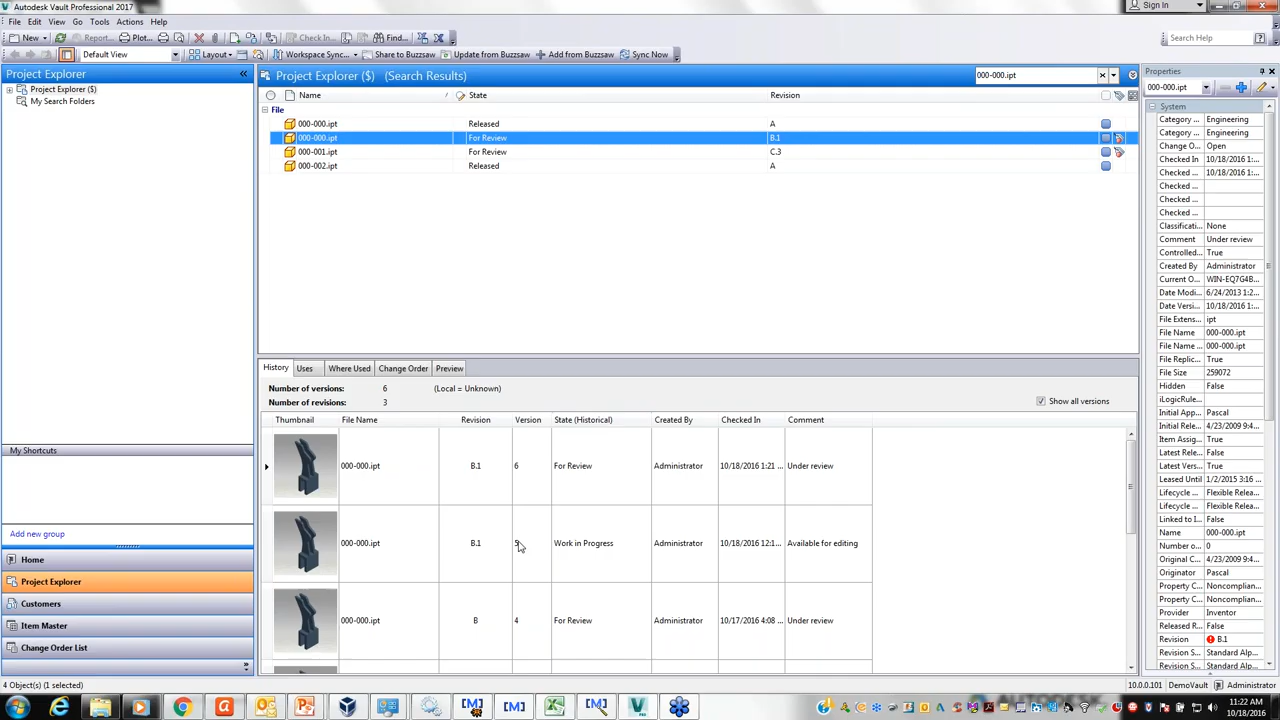 Autodesk Vault Professional 2017
Sign In
File Edit View Go Tools Actions Help
New Report... Plot... Check In... Find...
Search Help
Default View Layout Workspace Sync... Share to Buzzsaw Update from Buzzsaw Add from Buzzsaw Sync Now
Project Explorer
Project Explorer ($)
My Search Folders
My Shortcuts
Add new group
Home
Project Explorer
Customers
Item Master
Change Order List
Project Explorer ($) (Search Results)
000-000.ipt
Name State Revision
File
000-000.ipt Released A
000-000.ipt For Review B.1
000-001.ipt For Review C.3
000-002.ipt Released A
History Uses Where Used Change Order Preview
Number of versions: 6 (Local = Unknown)
Number of revisions: 3
Show all versions
Thumbnail File Name Revision Version State (Historical) Created By Checked In Comment
000-000.ipt B.1 6 For Review Administrator 10/18/2016 1:21 ... Under review
000-000.ipt B.1 Work in Progress Administrator 10/18/2016 12:1... Available for editing
000-000.ipt B 4 For Review Administrator 10/17/2016 4:08 ... Under review
Properties
000-000.ipt
System
Category ... Engineering
Category ... Engineering
Change O... Open
Checked In 10/18/2016 1:...
Checked ... 10/18/2016 1:...
Checked ...
Checked ...
Checked ...
Classificati... None
Comment Under review
Controlled... True
Created By Administrator
Current O... WIN-EQ7G4B...
Date Modi... 6/24/2013 1:2...
Date Versi... 10/18/2016 1:...
File Extens... ipt
File Name 000-000.ipt
File Name ... 000-000.ipt
File Replic... True
File Size 259072
Hidden False
iLogicRule...
Initial App... Pascal
Initial Rele... 4/23/2009 9:4...
Item Assig... True
Latest Rele... False
Latest Vers... True
Leased Until 1/2/2015 3:16 ...
Lifecycle ... Flexible Relea...
Lifecycle ... Flexible Relea...
Linked to I... False
Name 000-000.ipt
Number o... 0
Original C... 4/23/2009 9:4...
Originator Pascal
Property C... Noncomplian...
Property C... Noncomplian...
Provider Inventor
Released R... False
Revision B.1
Revision S... Standard Alp...
Revision S... Standard Alp...
4 Object(s) (1 selected)
10.0.0.101 DemoVault Administrator
11:22 AM
10/18/2016